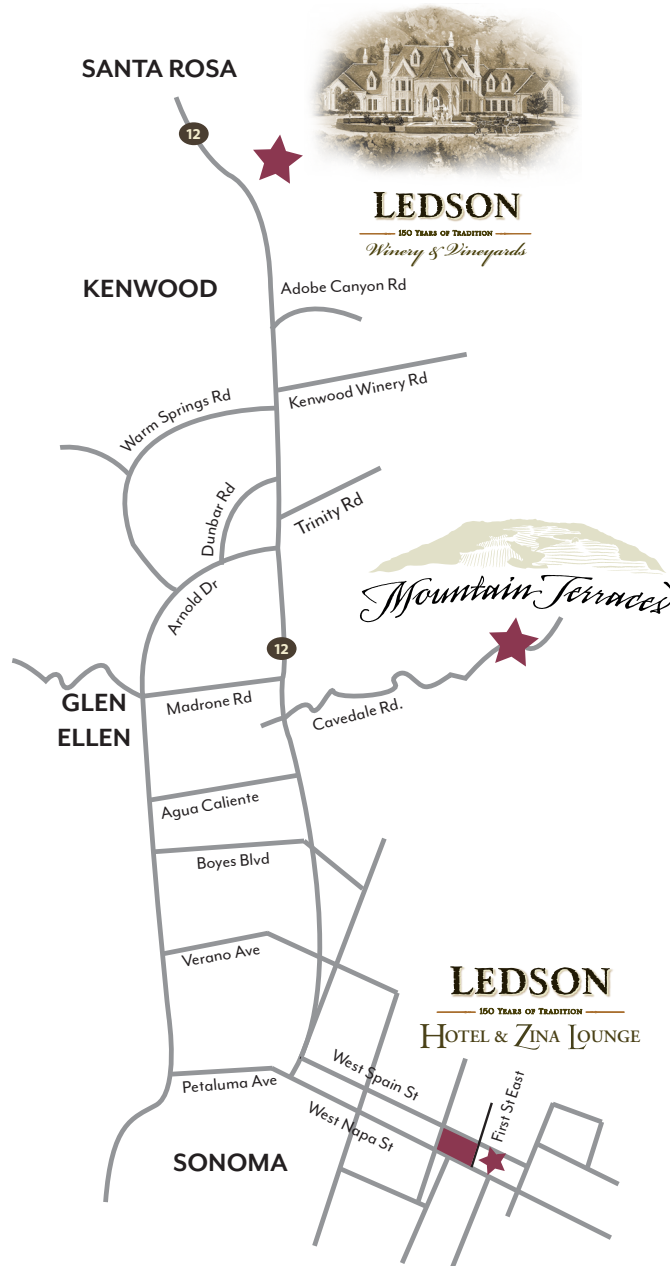 SANTA ROSA
12
LEDSON
150 YEARS OF TRADITION
Winery & Vineyards
KENWOOD
Adobe Canyon Rd
Kenwood Winery Rd
Warm Springs Rd
Dunbar Rd
Trinity Rd
Mountain Terraces
Arnold Dr
12
GLEN
ELLEN
Madrone Rd
Cavedale Rd.
Agua Caliente
Boyes Blvd
Verano Ave
LEDSON
150 YEARS OF TRADITION
HOTEL & ZINA LOUNGE
West Spain St
First St East
Petaluma Ave
West Napa St
SONOMA